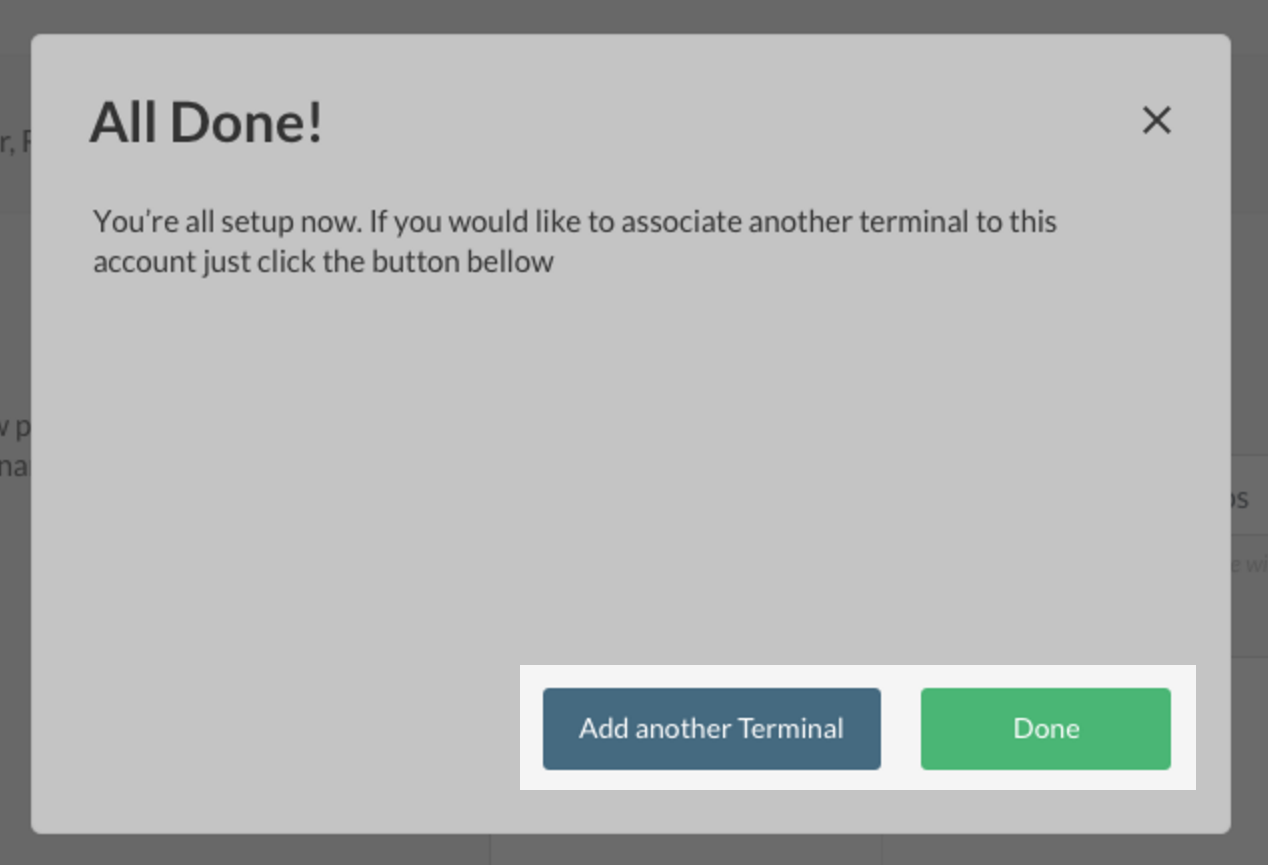 All Done!
You're all setup now. If you would like to associate another terminal to this
account just click the button bellow
Add another Terminal
Done